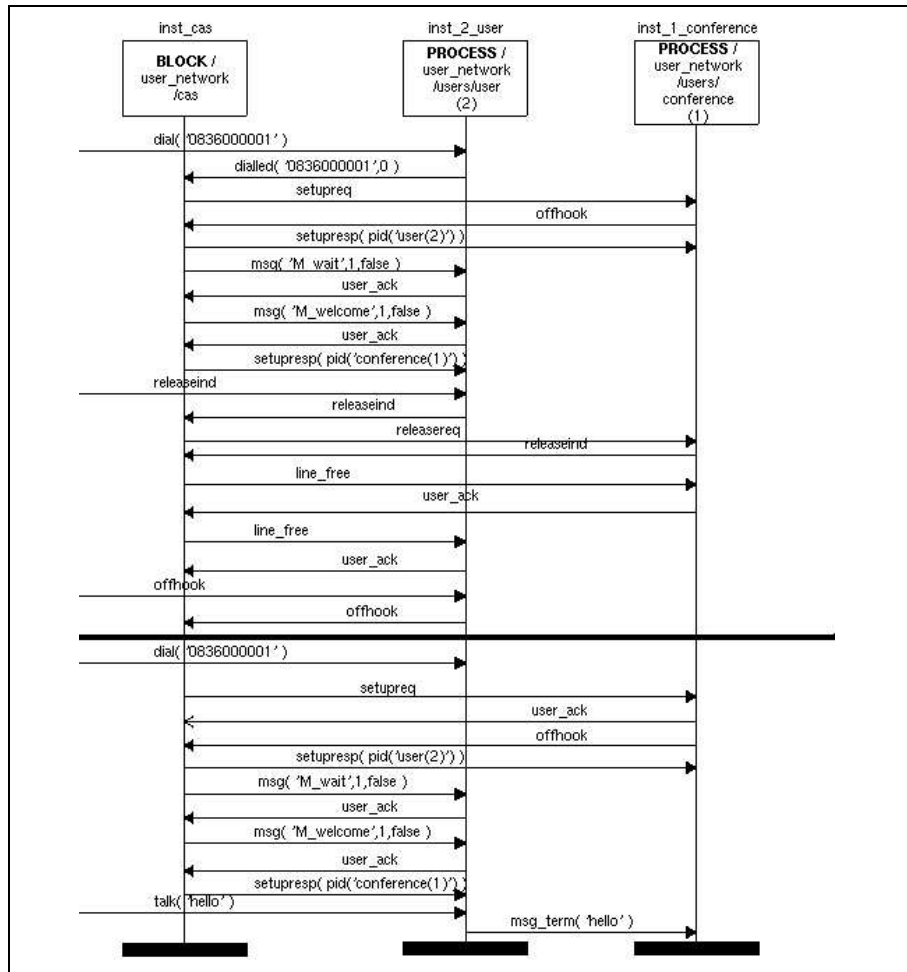 inst_cas
inst_2_user
inst_1_conference
BLOCK /
user_network
/cas
PROCESS /
user_network
/users/user
(2)
PROCESS /
user_network
/users/
conference
(1)
dial( '0836000001' )
dialled( '0836000001',0 )
setupreq
offhook
setupresp( pid('user(2)') )
msg( 'M_wait',1,false )
user_ack
msg( 'M_welcome',1,false )
user_ack
setupresp( pid('conference(1)') )
releaseind
releaseind
releasereq
releaseind
line_free
user_ack
line_free
user_ack
offhook
offhook
dial( '0836000001' )
setupreq
user_ack
offhook
setupresp( pid('user(2)') )
msg( 'M_wait',1,false )
user_ack
msg( 'M_welcome',1,false )
user_ack
setupresp( pid('conference(1)') )
talk( 'hello' )
msg_term( 'hello' )